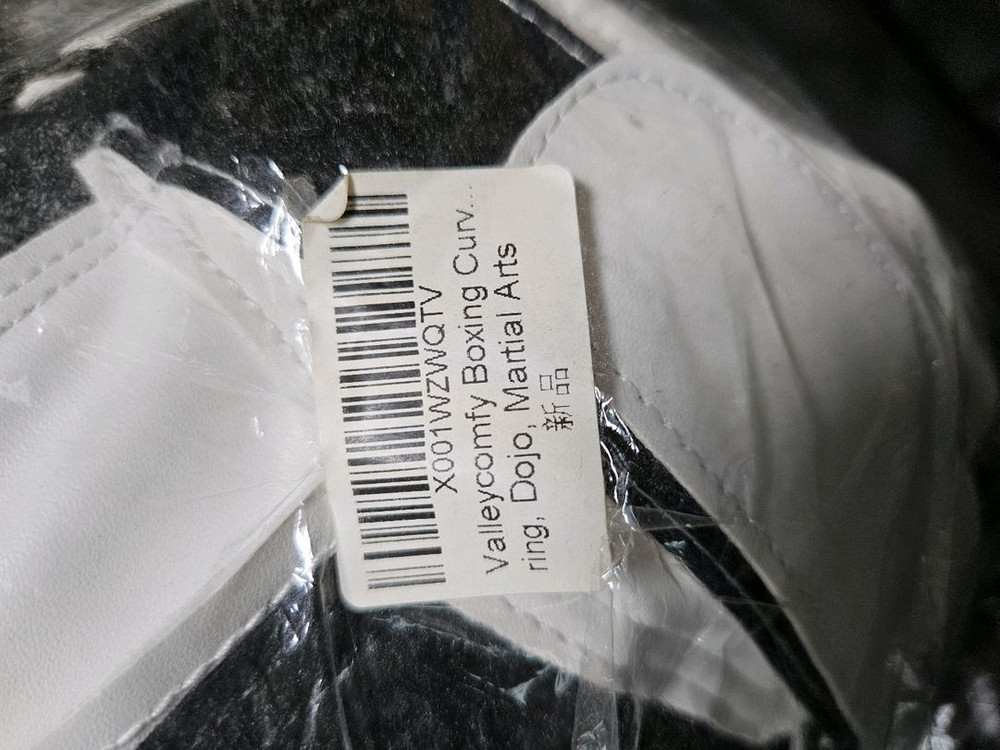 X001WZWQTV
Valleycomfy Boxing Curv...
ring, Dojo, Martial Arts
新品